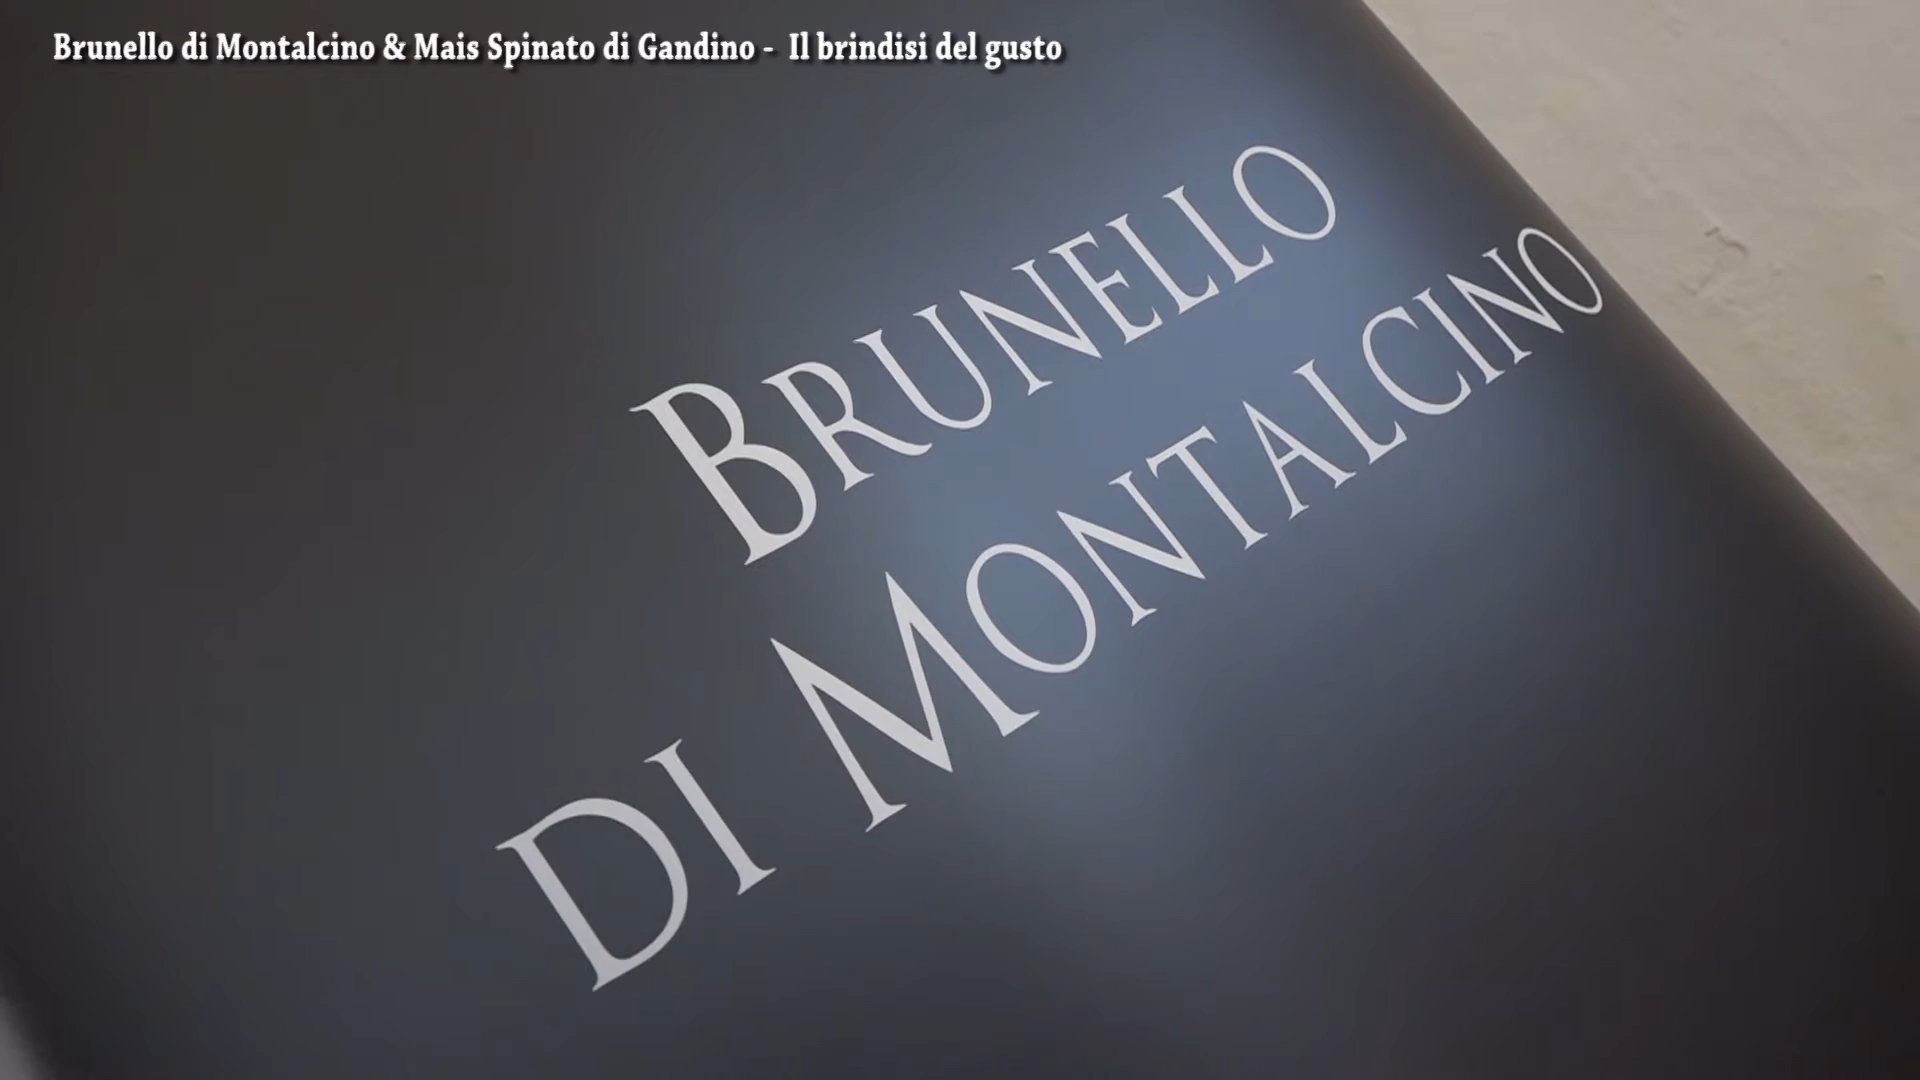 Brunello di Montalcino & Mais Spinato di Gandino - Il brindisi del gusto
BRUNELLO
DI MONTALCINO